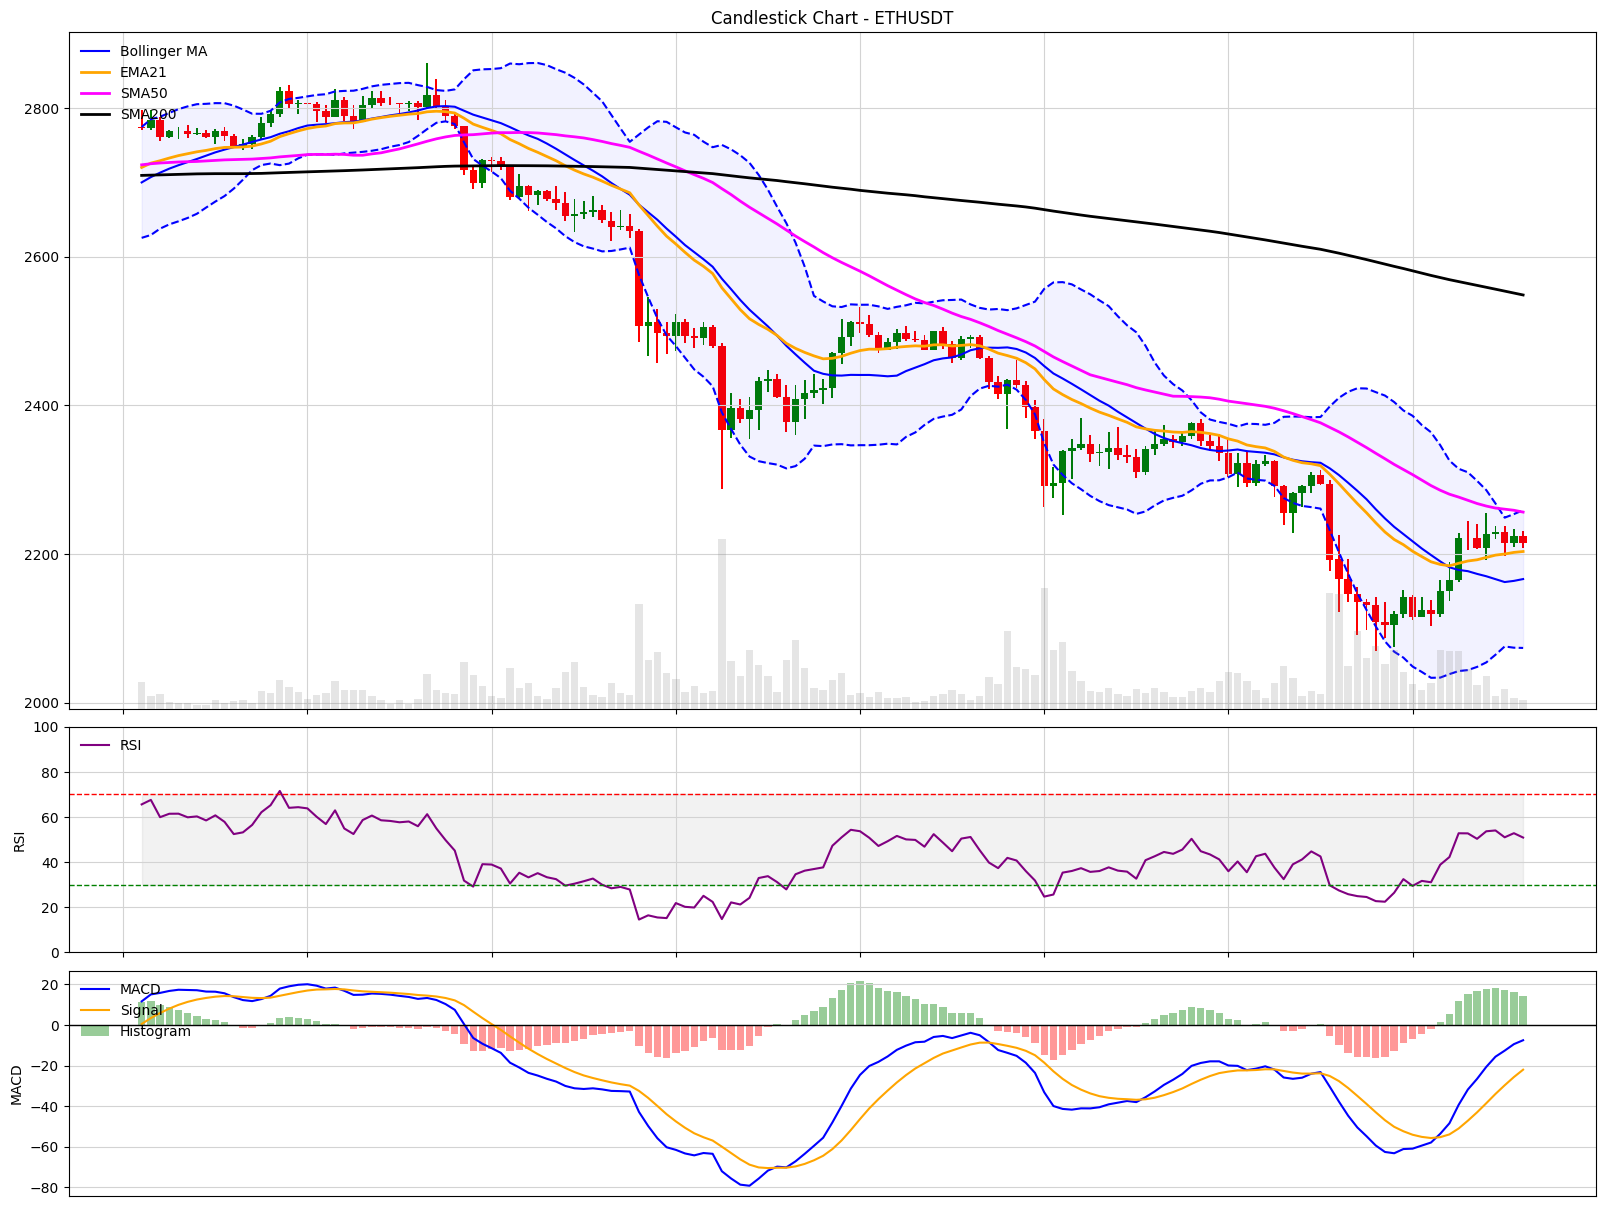 Candlestick Chart - ETHUSDT
Bollinger MA
EMA21
SMA50
SMA200
2800
2600
2400
2200
2000
RSI
100
80
60
40
20
0
RSI
MACD
Signal
Histogram
20
0
−20
−40
−60
−80
MACD